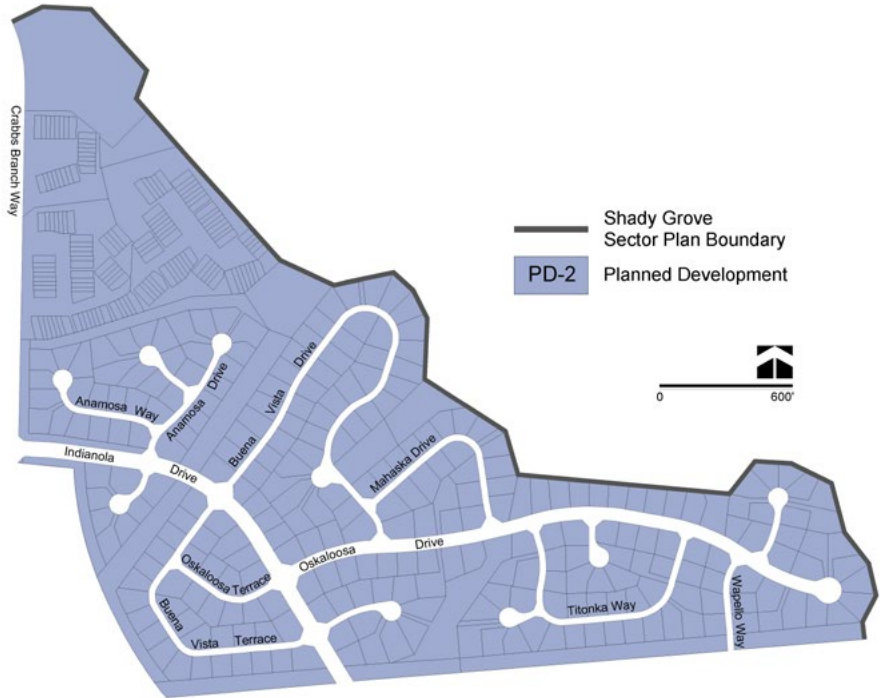 Crabbs Branch Way
Shady Grove
Sector Plan Boundary
PD-2 Planned Development
0 600'
Buena Vista Drive
Anamosa Way
Anamosa Drive
Indianola Drive
Mahaska Drive
Oskaloosa Drive
Oskaloosa Terrace
Buena Vista Terrace
Titonka Way
Wapello Way